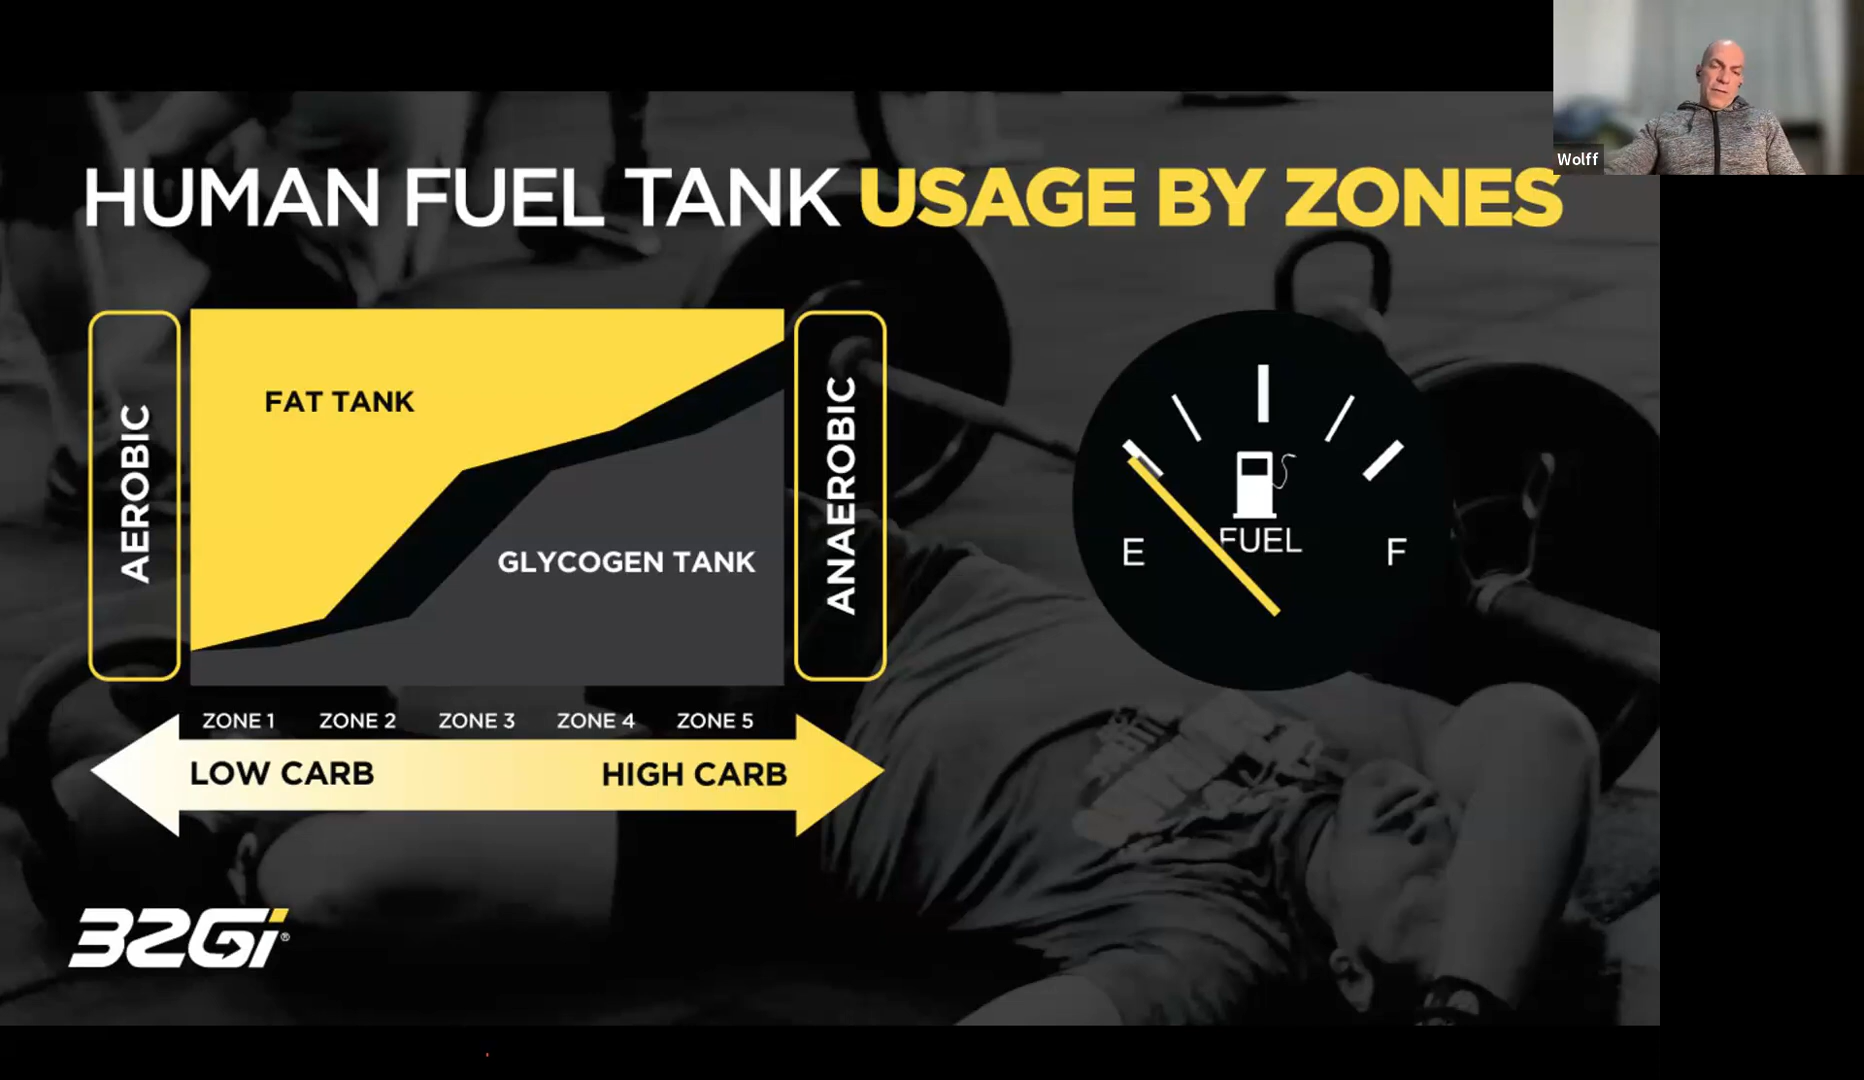 Wolff
HUMAN FUEL TANK USAGE BY ZONES
AEROBIC
FAT TANK
GLYCOGEN TANK
ANAEROBIC
ZONE 1 ZONE 2 ZONE 3 ZONE 4 ZONE 5
LOW CARB HIGH CARB
FUEL
E F
32Gi®